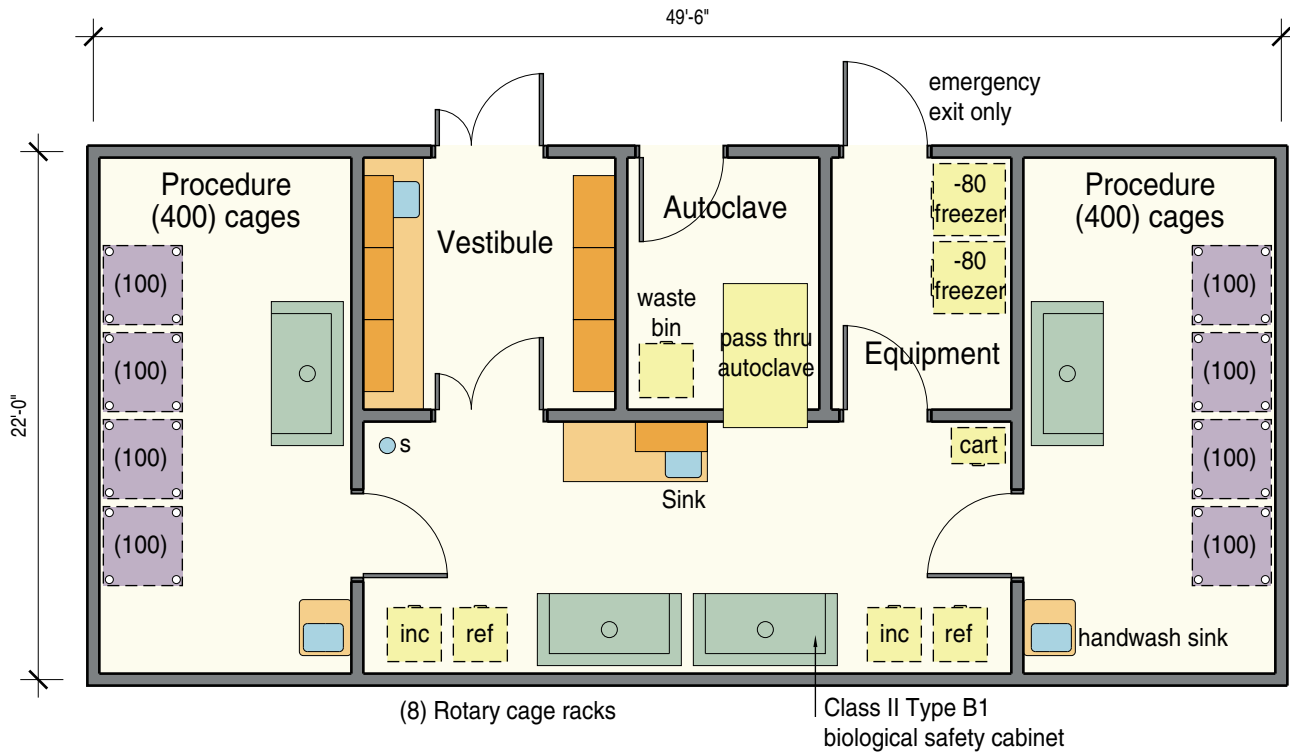 49'-6"
emergency
exit only
Procedure
(400) cages
Vestibule
Autoclave
-80
freezer
-80
freezer
Procedure
(400) cages
(100)
(100)
(100)
(100)
waste
bin
pass thru
autoclave
Equipment
(100)
(100)
(100)
(100)
22'-0"
s
Sink
cart
inc
ref
inc
ref
handwash sink
(8) Rotary cage racks
Class II Type B1
biological safety cabinet